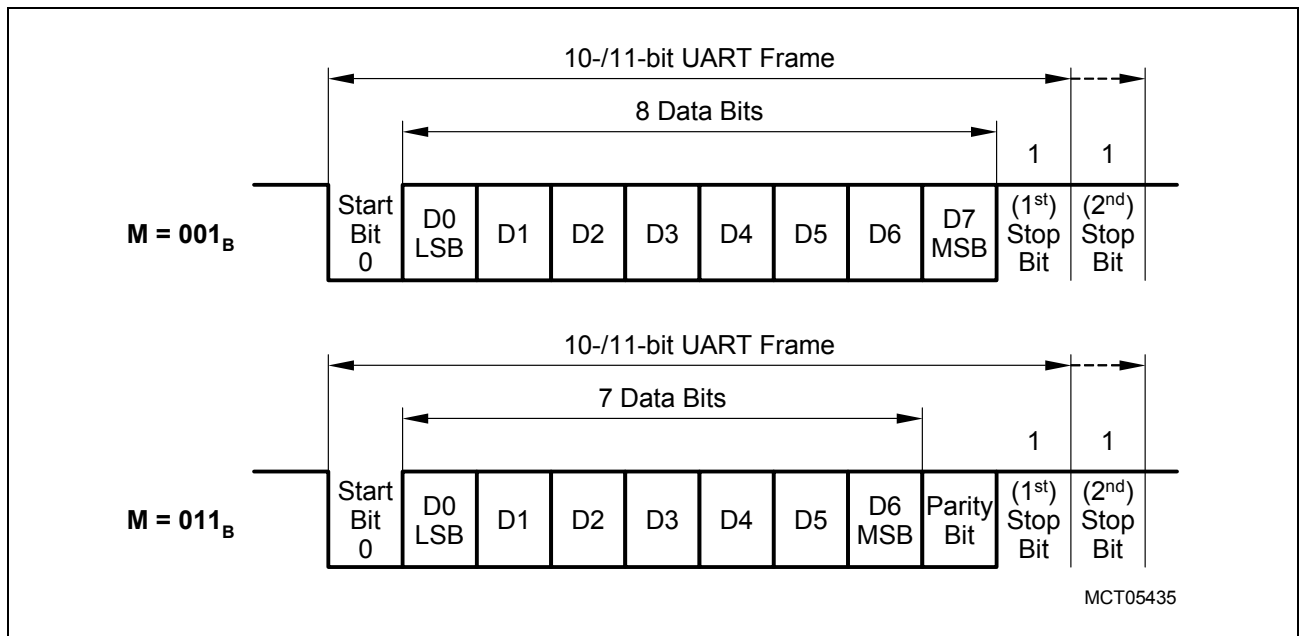 10-/11-bit UART Frame
8 Data Bits
1 1
M = 001B
Start Bit 0
D0 LSB
D1
D2
D3
D4
D5
D6
D7 MSB
(1st) Stop Bit
(2nd) Stop Bit
10-/11-bit UART Frame
7 Data Bits
1 1
M = 011B
Start Bit 0
D0 LSB
D1
D2
D3
D4
D5
D6 MSB
Parity Bit
(1st) Stop Bit
(2nd) Stop Bit
MCT05435